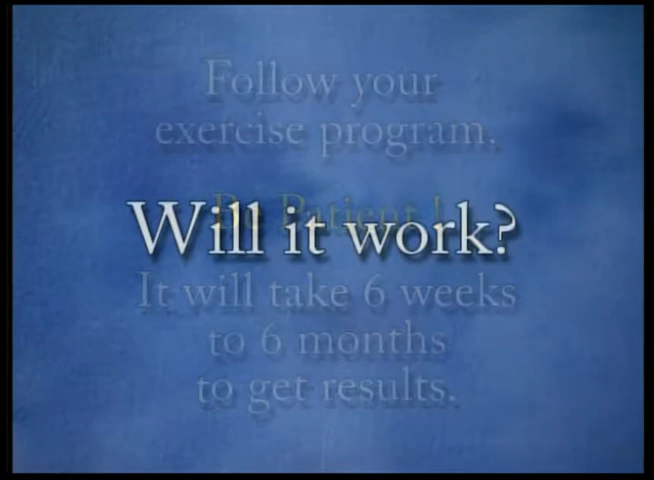 Follow your
exercise program.
Be Patient !
Will it work?
It will take 6 weeks
to 6 months
to get results.